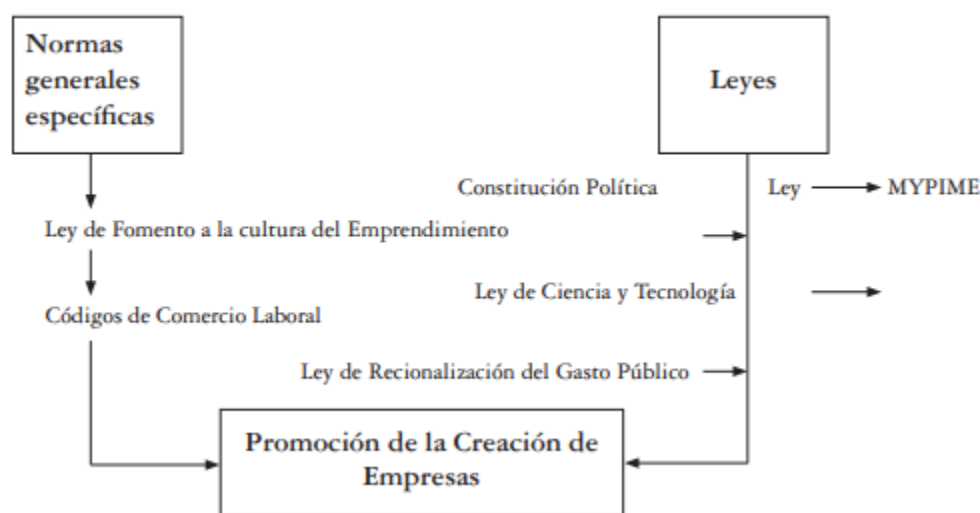 Normas
generales
específicas
Leyes
Constitución Política
Ley
MYPIME
Ley de Fomento a la cultura del Emprendimiento
Ley de Ciencia y Tecnología
Códigos de Comercio Laboral
Ley de Recionalización del Gasto Público
Promoción de la Creación de
Empresas